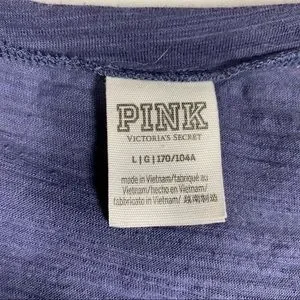 PINK
VICTORIA'S SECRET
L | G | 170/104A
made in Vietnam/fabriqué au
Vietnam/hecho en Vietnam/
fabbricato in Vietnam/ 越南制造